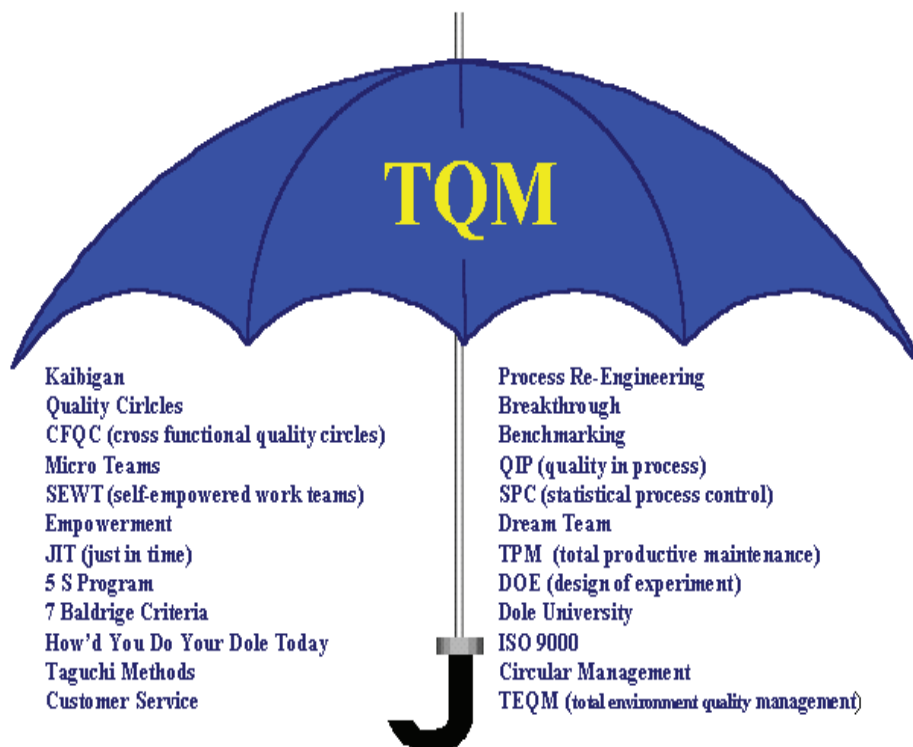 TQM
Kaibigan
Quality Cirlcles
CFQC (cross functional quality circles)
Micro Teams
SEWT (self-empowered work teams)
Empowerment
JIT (just in time)
5 S Program
7 Baldrige Criteria
How'd You Do Your Dole Today
Taguchi Methods
Customer Service
Process Re-Engineering
Breakthrough
Benchmarking
QIP (quality in process)
SPC (statistical process control)
Dream Team
TPM (total productive maintenance)
DOE (design of experiment)
Dole University
ISO 9000
Circular Management
TEQM (total environment quality management)